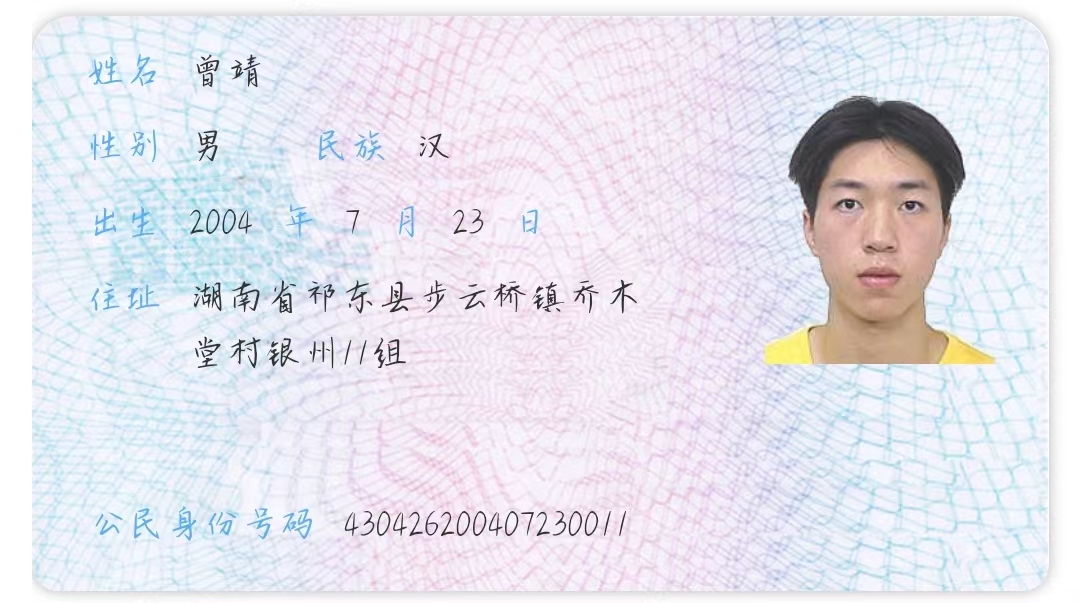 姓名 曾靖
性别 男 民族 汉
出生 2004 年 7 月 23 日
住址 湖南省祁东县步云桥镇乔木
堂村银州11组
公民身份号码 430426200407230011